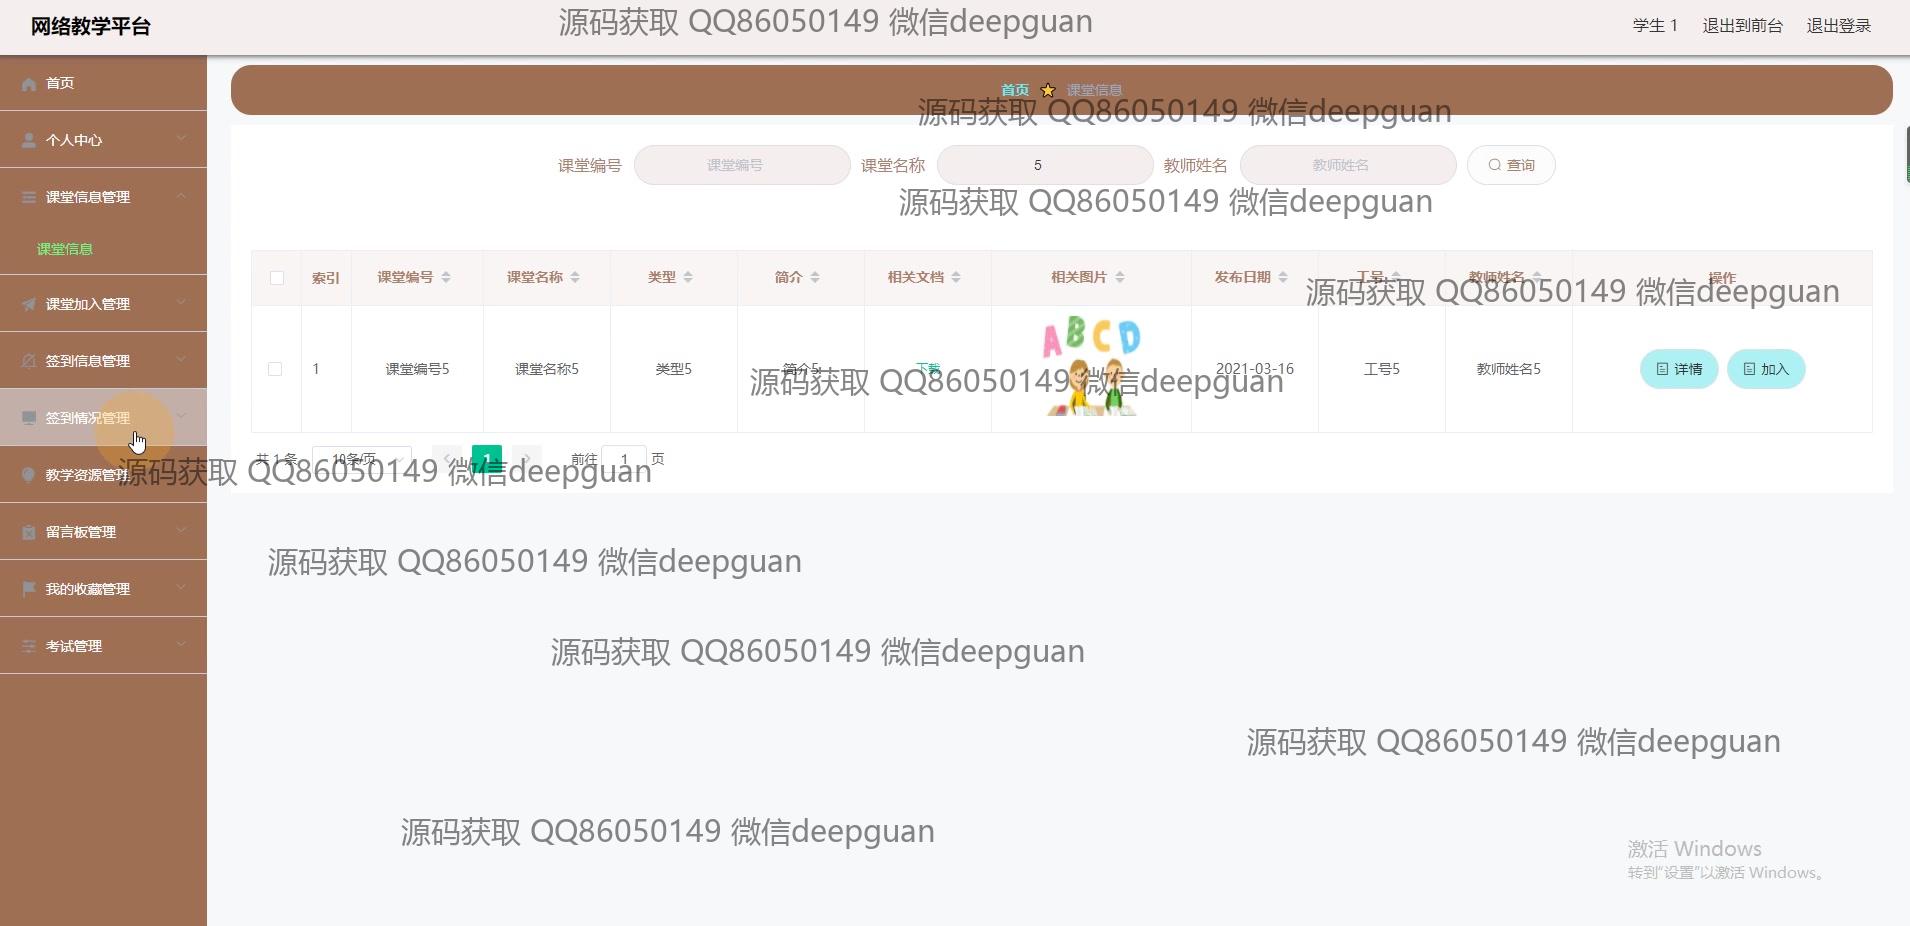 网络教学平台
源码获取 QQ86050149 微信deepguan
学生 1 退出到前台 退出登录
首页
个人中心
课堂信息管理
课堂信息
课堂加入管理
签到信息管理
签到情况管理
教学资源管理
留言板管理
我的收藏管理
考试管理
首页 课堂信息
源码获取 QQ86050149 微信deepguan
课堂编号 课堂编号 课堂名称 5 教师姓名 教师姓名 查询
源码获取 QQ86050149 微信deepguan
索引 课堂编号 课堂名称 类型 简介 相关文档 相关图片 发布日期 工号 教师姓名 操作
源码获取 QQ86050149 微信deepguan
ABCD
1 课堂编号5 课堂名称5 类型5 简介5 下载 2021-03-16 工号5 教师姓名5 详情 加入
源码获取 QQ86050149 微信deepguan
共 1 条 10条/页 1 前往 1 页
源码获取 QQ86050149 微信deepguan
源码获取 QQ86050149 微信deepguan
源码获取 QQ86050149 微信deepguan
源码获取 QQ86050149 微信deepguan
源码获取 QQ86050149 微信deepguan
激活 Windows
转到“设置”以激活 Windows。